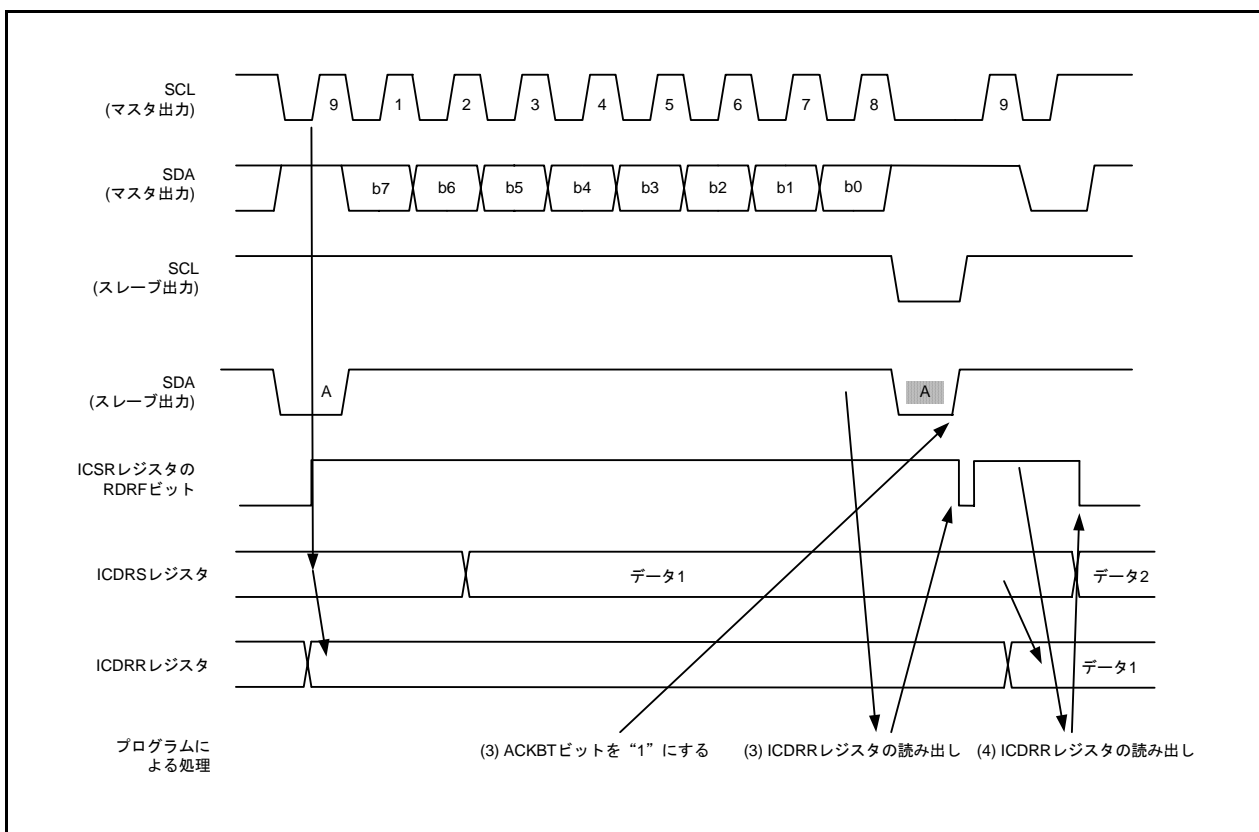 SCL
(マスタ出力)
9 1 2 3 4 5 6 7 8 9
SDA
(マスタ出力)
b7 b6 b5 b4 b3 b2 b1 b0
SCL
(スレーブ出力)
SDA
(スレーブ出力)
A A
ICSRレジスタの
RDRFビット
ICDRSレジスタ
データ1 データ2
ICDRRレジスタ
データ1
プログラムに
よる処理
(3) ACKBTビットを“1”にする (3) ICDRRレジスタの読み出し (4) ICDRRレジスタの読み出し